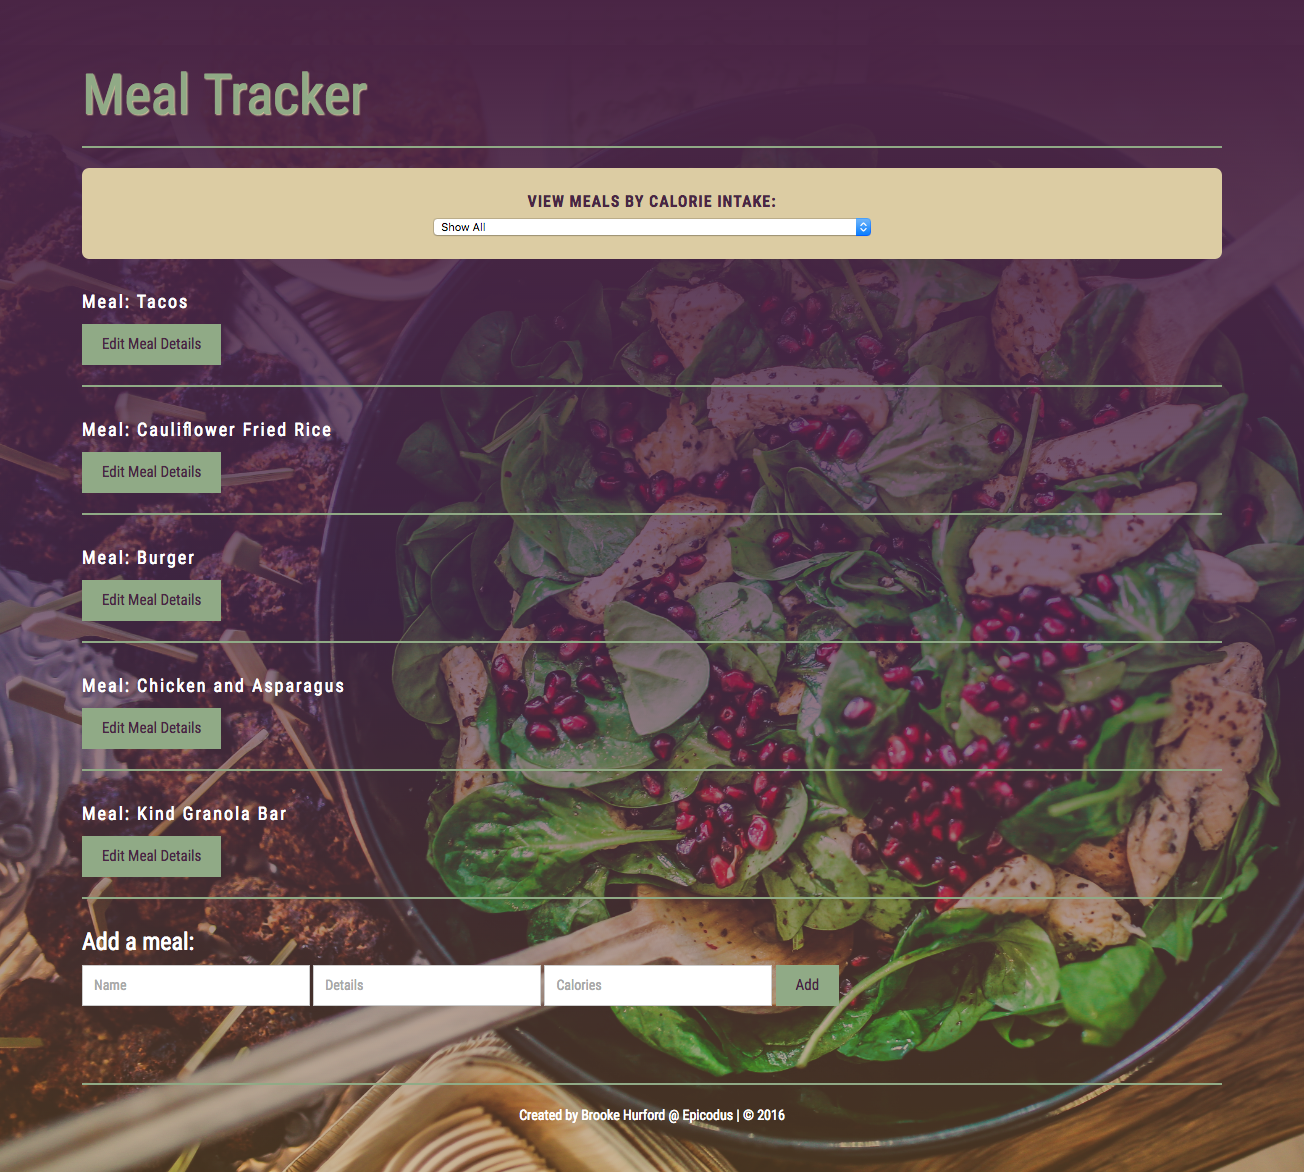 Meal Tracker
VIEW MEALS BY CALORIE INTAKE:
Show All
Meal: Tacos
Edit Meal Details
Meal: Cauliflower Fried Rice
Edit Meal Details
Meal: Burger
Edit Meal Details
Meal: Chicken and Asparagus
Edit Meal Details
Meal: Kind Granola Bar
Edit Meal Details
Add a meal:
Name Details Calories Add
Created by Brooke Hurford @ Epicodus | © 2016